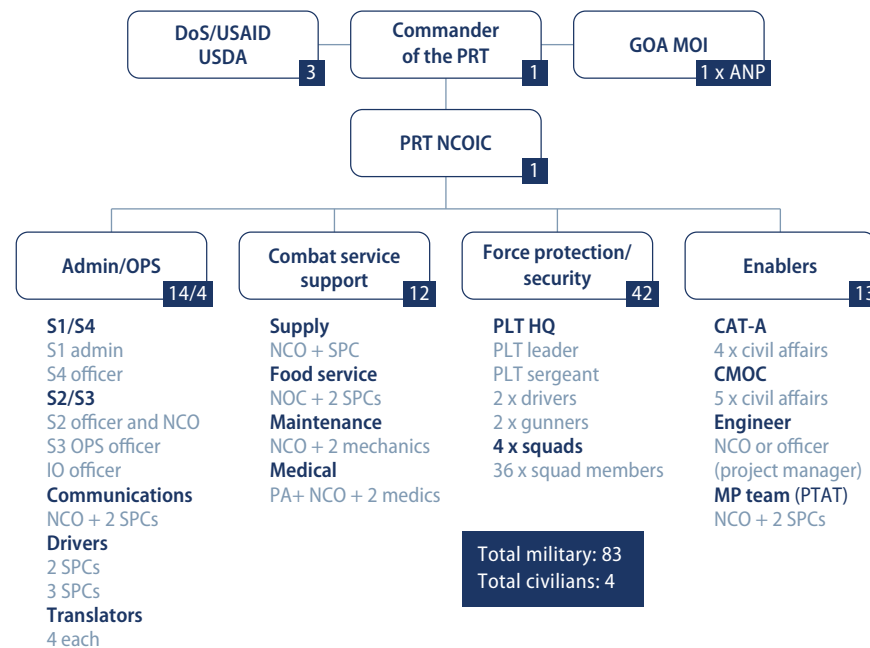 DoS/USAID
USDA
3
Commander
of the PRT
1
GOA MOI
1 x ANP
PRT NCOIC
1
Admin/OPS
14/4
S1/S4
S1 admin
S4 officer
S2/S3
S2 officer and NCO
S3 OPS officer
IO officer
Communications
NCO + 2 SPCs
Drivers
2 SPCs
3 SPCs
Translators
4 each
Combat service
support
12
Supply
NCO + SPC
Food service
NOC + 2 SPCs
Maintenance
NCO + 2 mechanics
Medical
PA+ NCO + 2 medics
Force protection/
security
42
PLT HQ
PLT leader
PLT sergeant
2 x drivers
2 x gunners
4 x squads
36 x squad members
Enablers
13
CAT-A
4 x civil affairs
CMOC
5 x civil affairs
Engineer
NCO or officer
(project manager)
MP team (PTAT)
NCO + 2 SPCs
Total military: 83
Total civilians: 4